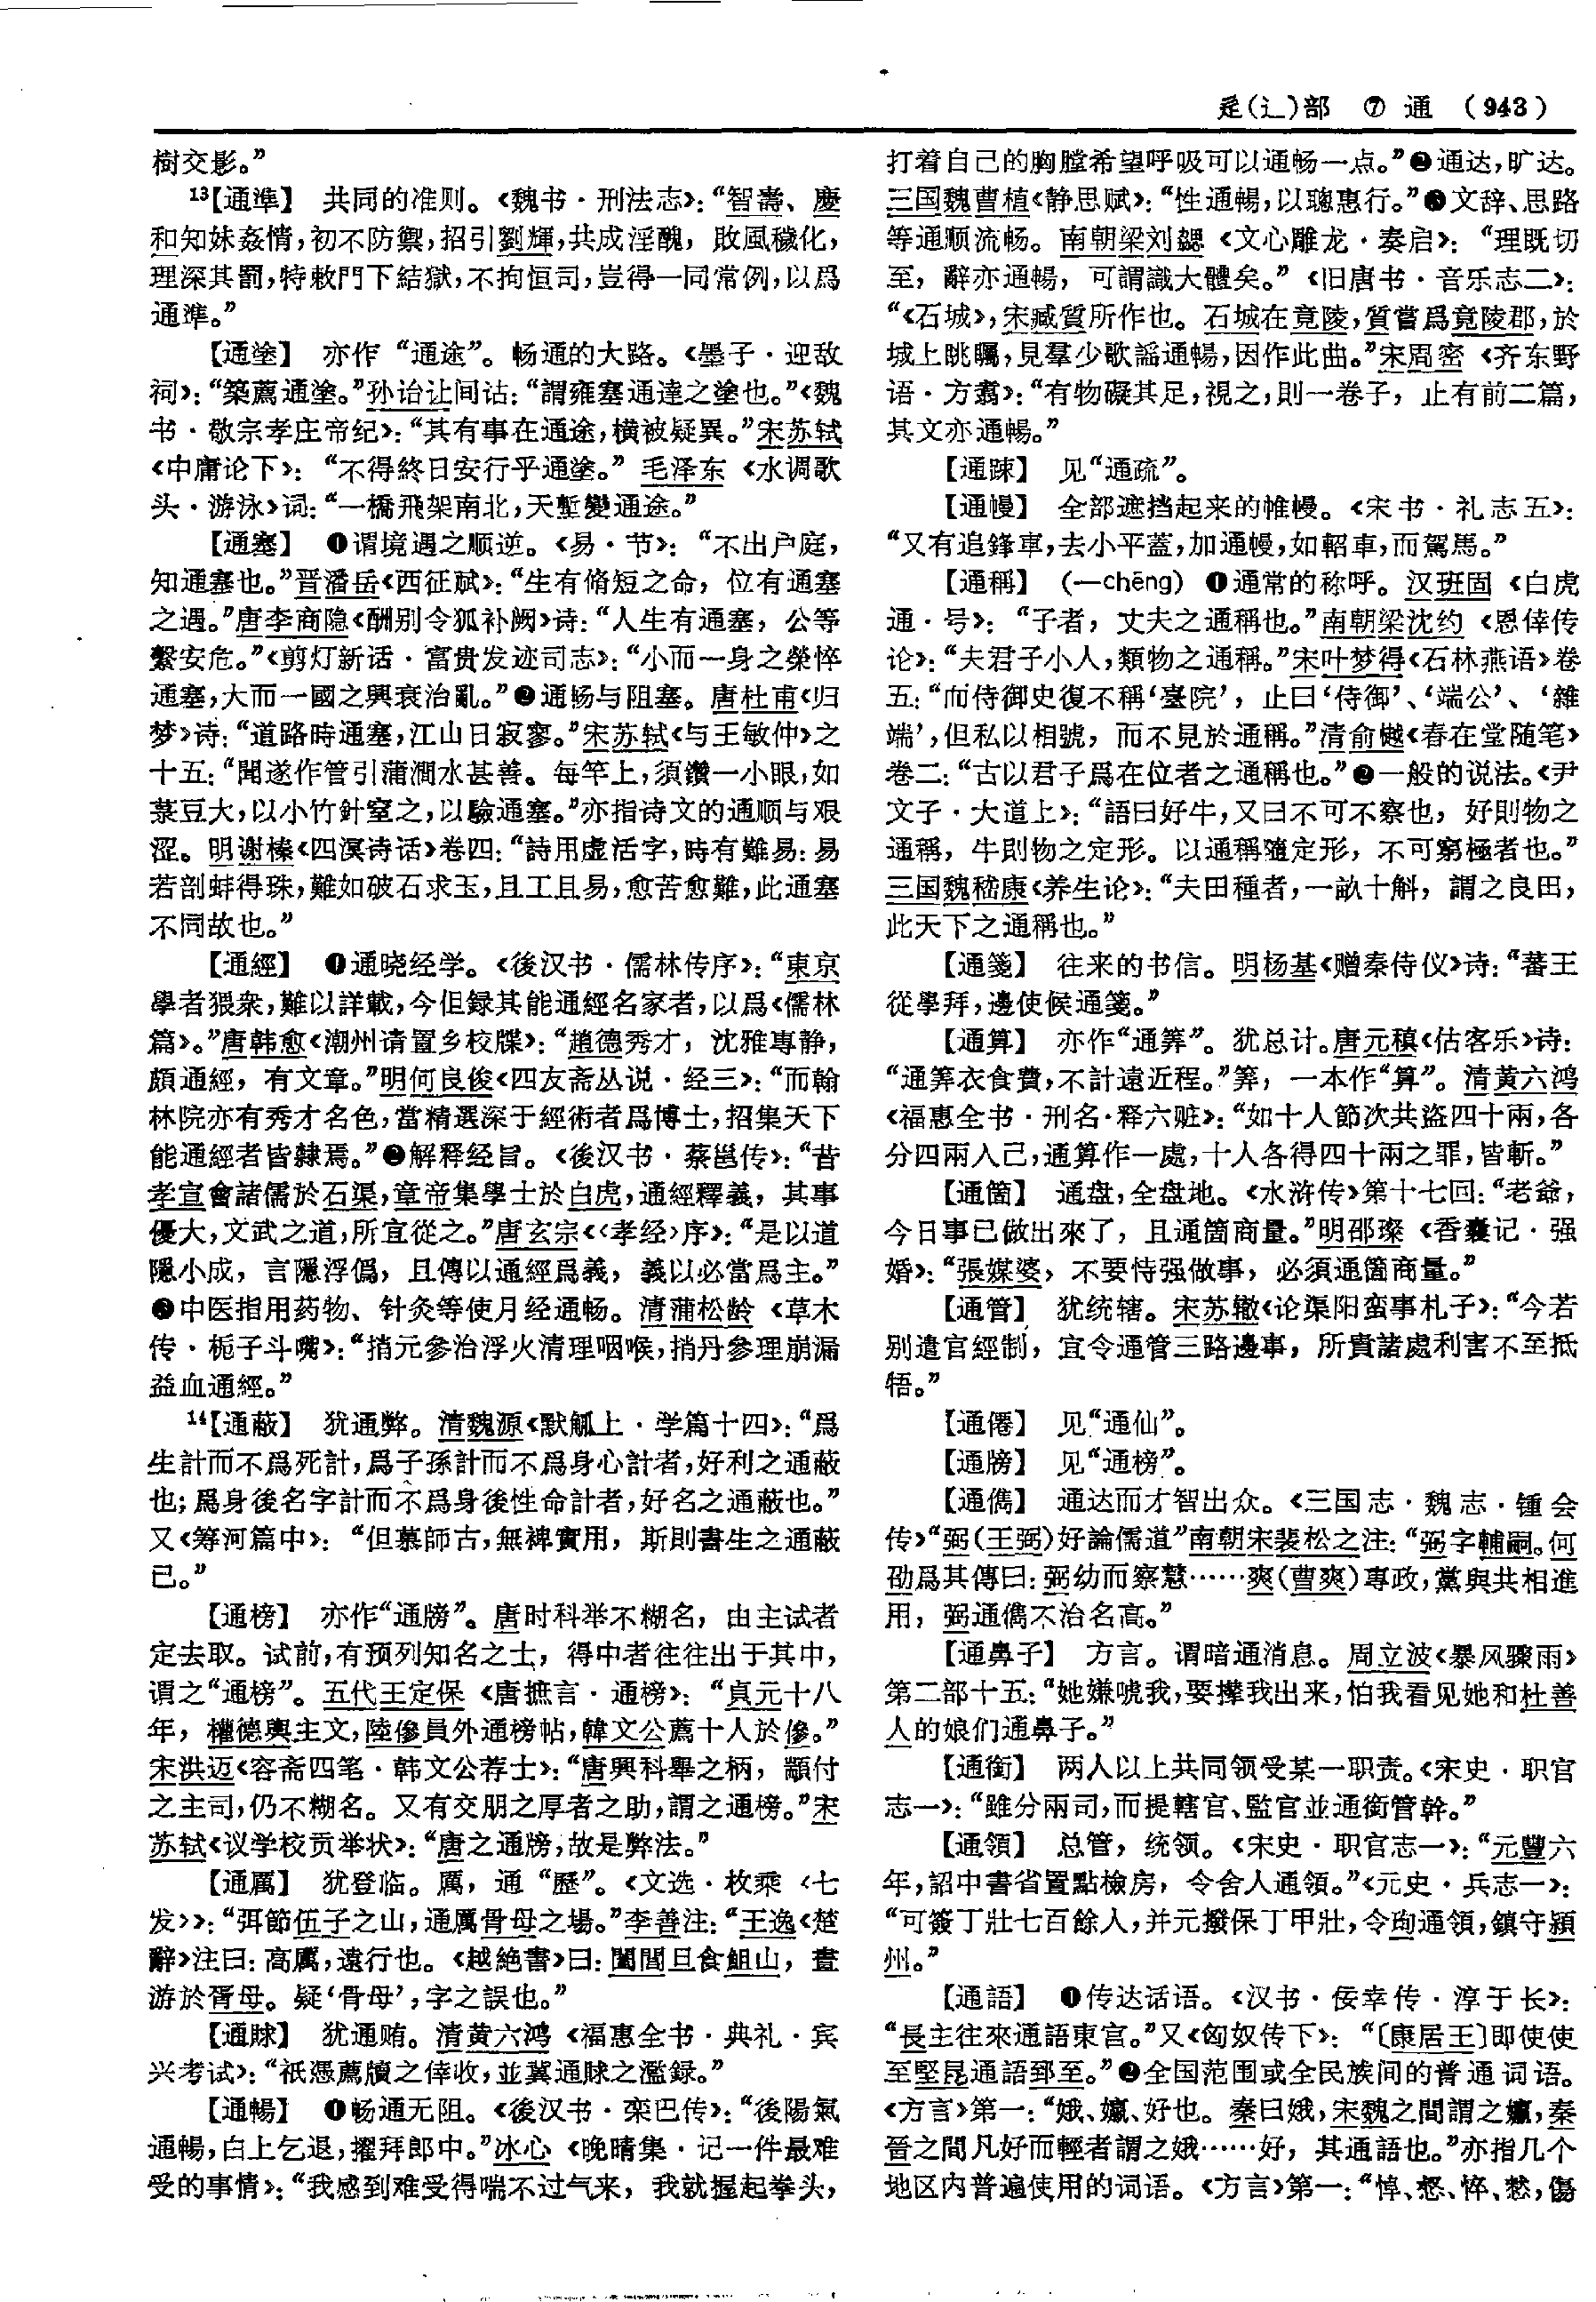 辵(辶)部 ⑦ 通 (943)
樹交影。”
13【通準】 共同的准则。《魏书·刑法志》：“智壽、慶
和知妹姦情，初不防禦，招引劉輝，共成淫醜，敗風穢化，
理深其罰，特敕門下結獄，不拘恒司，豈得一同常例，以爲
通準。”
【通塗】 亦作“通途”。畅通的大路。《墨子·迎敌
祠》：“築薦通塗。”孙诒让间诂：“謂雍塞通達之塗也。”《魏
书·敬宗孝庄帝纪》：“其有事在通途，横被疑異。”宋苏轼
《中庸论下》：“不得終日安行乎通塗。”毛泽东《水调歌
头·游泳》词：“一橋飛架南北，天塹變通途。”
【通塞】 ❶谓境遇之顺逆。《易·节》：“不出户庭，
知通塞也。”晋潘岳《西征赋》：“生有脩短之命，位有通塞
之遇。”唐李商隐《酬别令狐补阙》诗：“人生有通塞，公等
繫安危。”《剪灯新话·富贵发迹司志》：“小而一身之榮悴
通塞，大而一國之興衰治亂。”❷通畅与阻塞。唐杜甫《归
梦》诗：“道路時通塞，江山日寂寥。”宋苏轼《与王敏仲》之
十五：“聞遂作管引蒲澗水甚善。每竿上，須鑽一小眼，如
菉豆大，以小竹針窒之，以驗通塞。”亦指诗文的通顺与艰
涩。明谢榛《四溟诗话》卷四：“詩用虚活字，時有難易：易
若剖蚌得珠，難如破石求玉，且工且易，愈苦愈難，此通塞
不同故也。”
【通經】 ❶通晓经学。《後汉书·儒林传序》：“東京
學者猥衆，難以詳載，今但録其能通經名家者，以爲《儒林
篇》。”唐韩愈《潮州请置乡校牒》：“趙德秀才，沈雅專静，
頗通經，有文章。”明何良俊《四友斋丛说·经三》：“而翰
林院亦有秀才名色，當精選深于經術者爲博士，招集天下
能通經者皆隸焉。”❷解释经旨。《後汉书·蔡邕传》：“昔
孝宣會諸儒於石渠，章帝集學士於白虎，通經釋義，其事
優大，文武之道，所宜從之。”唐玄宗《〈孝经〉序》：“是以道
隱小成，言隱浮僞，且傳以通經爲義，義以必當爲主。”
❸中医指用药物、针灸等使月经通畅。清蒲松龄《草木
传·栀子斗嘴》：“捎元參治浮火清理咽喉，捎丹參理崩漏
益血通經。”
14【通蔽】 犹通弊。清魏源《默觚上·学篇十四》：“爲
生計而不爲死計，爲子孫計而不爲身心計者，好利之通蔽
也；爲身後名字計而不爲身後性命計者，好名之通蔽也。”
又《筹河篇中》：“但慕師古，無裨實用，斯則書生之通蔽
已。”
【通榜】 亦作“通牓”。唐时科举不糊名，由主试者
定去取。试前，有预列知名之士，得中者往往出于其中，
谓之“通榜”。五代王定保《唐摭言·通榜》：“貞元十八
年，權德輿主文，陸傪員外通榜帖，韓文公薦十人於傪。”
宋洪迈《容斋四笔·韩文公荐士》：“唐興科舉之柄，顓付
之主司，仍不糊名。又有交朋之厚者之助，謂之通榜。”宋
苏轼《议学校贡举状》：“唐之通牓，故是弊法。”
【通厲】 犹登临。厲，通“歷”。《文选·枚乘〈七
发〉》：“弭節伍子之山，通厲骨母之場。”李善注：“王逸《楚
辭》注曰：高厲，遠行也。《越絶書》曰：闔閭旦食䱉山，晝
游於胥母。疑‘骨母’，字之誤也。”
【通賕】 犹通贿。清黄六鸿《福惠全书·典礼·宾
兴考试》：“祇憑薦牘之倖收，並冀通賕之濫録。”
【通暢】 ❶畅通无阻。《後汉书·栾巴传》：“後陽氣
通暢，白上乞退，擢拜郎中。”冰心《晚晴集·记一件最难
受的事情》：“我感到难受得喘不过气来，我就握起拳头，
打着自己的胸膛希望呼吸可以通畅一点。”❷通达，旷达。
三国魏曹植《静思赋》：“性通暢，以聰惠行。”❸文辞、思路
等通顺流畅。南朝梁刘勰《文心雕龙·奏启》：“理既切
至，辭亦通暢，可謂識大體矣。”《旧唐书·音乐志二》：
“《石城》，宋臧質所作也。石城在竟陵，質嘗爲竟陵郡，於
城上眺矚，見羣少歌謡通暢，因作此曲。”宋周密《齐东野
语·方翥》：“有物礙其足，視之，則一卷子，止有前二篇，
其文亦通暢。”
【通踈】 见“通疏”。
【通幔】 全部遮挡起来的帷幔。《宋书·礼志五》：
“又有追鋒車，去小平蓋，加通幔，如軺車，而駕馬。”
【通稱】 (—chēng) ❶通常的称呼。汉班固《白虎
通·号》：“子者，丈夫之通稱也。”南朝梁沈约《恩倖传
论》：“夫君子小人，類物之通稱。”宋叶梦得《石林燕语》卷
五：“而侍御史復不稱‘臺院’，止曰‘侍御’、‘端公’、‘雜
端’，但私以相號，而不見於通稱。”清俞樾《春在堂随笔》
卷二：“古以君子爲在位者之通稱也。”❷一般的说法。《尹
文子·大道上》：“語曰好牛，又曰不可不察也，好則物之
通稱，牛則物之定形。以通稱隨定形，不可窮極者也。”
三国魏嵇康《养生论》：“夫田種者，一畝十斛，謂之良田，
此天下之通稱也。”
【通箋】 往来的书信。明杨基《赠秦侍仪》诗：“蕃王
從學拜，邊使候通箋。”
【通算】 亦作“通筭”。犹总计。唐元稹《估客乐》诗：
“通筭衣食費，不計遠近程。”筭，一本作“算”。清黄六鸿
《福惠全书·刑名·释六赃》：“如十人節次共盗四十兩，各
分四兩入己，通算作一處，十人各得四十兩之罪，皆斬。”
【通箇】 通盘，全盘地。《水浒传》第十七回：“老爺，
今日事已做出來了，且通箇商量。”明邵璨《香囊记·强
婚》：“張媒婆，不要恃强做事，必須通箇商量。”
【通管】 犹统辖。宋苏辙《论渠阳蛮事札子》：“今若
别遣官經制，宜令通管三路邊事，所貴諸處利害不至抵
牾。”
【通僊】 见“通仙”。
【通牓】 见“通榜”。
【通儁】 通达而才智出众。《三国志·魏志·锺会
传》“弼(王弼)好論儒道”南朝宋裴松之注：“弼字輔嗣。何
劭爲其傳曰：弼幼而察慧……爽(曹爽)專政，黨與共相進
用，弼通儁不治名高。”
【通鼻子】 方言。谓暗通消息。周立波《暴风骤雨》
第二部十五：“她嫌唬我，要撵我出来，怕我看见她和杜善
人的娘们通鼻子。”
【通銜】 两人以上共同领受某一职责。《宋史·职官
志一》：“雖分兩司，而提轄官、監官並通銜管幹。”
【通領】 总管，统领。《宋史·职官志一》：“元豐六
年，詔中書省置點檢房，令舍人通領。”《元史·兵志一》：
“可簽丁壯七百餘人，并元撥保丁甲壯，令珣通領，鎮守潁
州。”
【通語】 ❶传达话语。《汉书·佞幸传·淳于长》：
“長主往來通語東宫。”又《匈奴传下》：“〔康居王〕即使使
至堅昆通語郅至。”❷全国范围或全民族间的普通词语。
《方言》第一：“娥、㜲、好也。秦曰娥，宋魏之間謂之㜲，秦
晉之間凡好而輕者謂之娥……好，其通語也。”亦指几个
地区内普遍使用的词语。《方言》第一：“悼、惄、悴、憖，傷